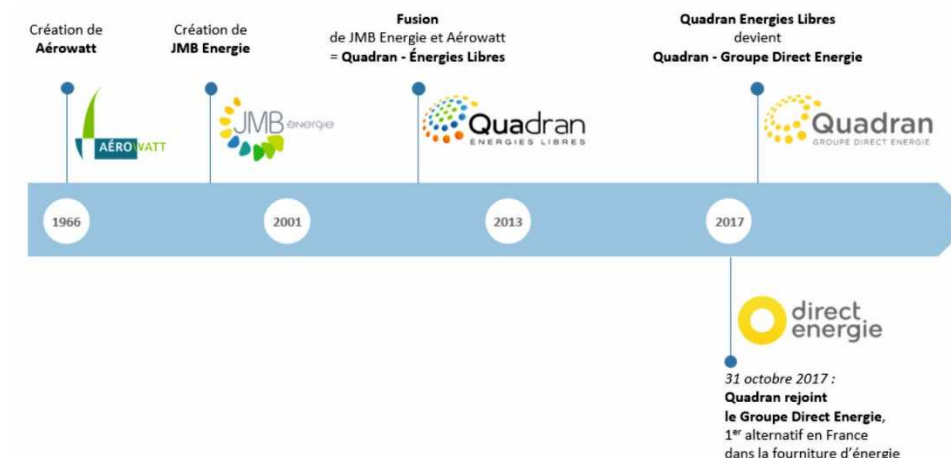 Création de
Aérowatt
Création de
JMB Energie
Fusion
de JMB Energie et Aérowatt
= Quadran - Énergies Libres
Quadran Energies Libres
devient
Quadran - Groupe Direct Energie
AÉROWATT
JMB énergie
Quadran
ENERGIES LIBRES
Quadran
GROUPE DIRECT ENERGIE
1966
2001
2013
2017
direct
energie
31 octobre 2017 :
Quadran rejoint
le Groupe Direct Energie,
1er alternatif en France
dans la fourniture d'énergie